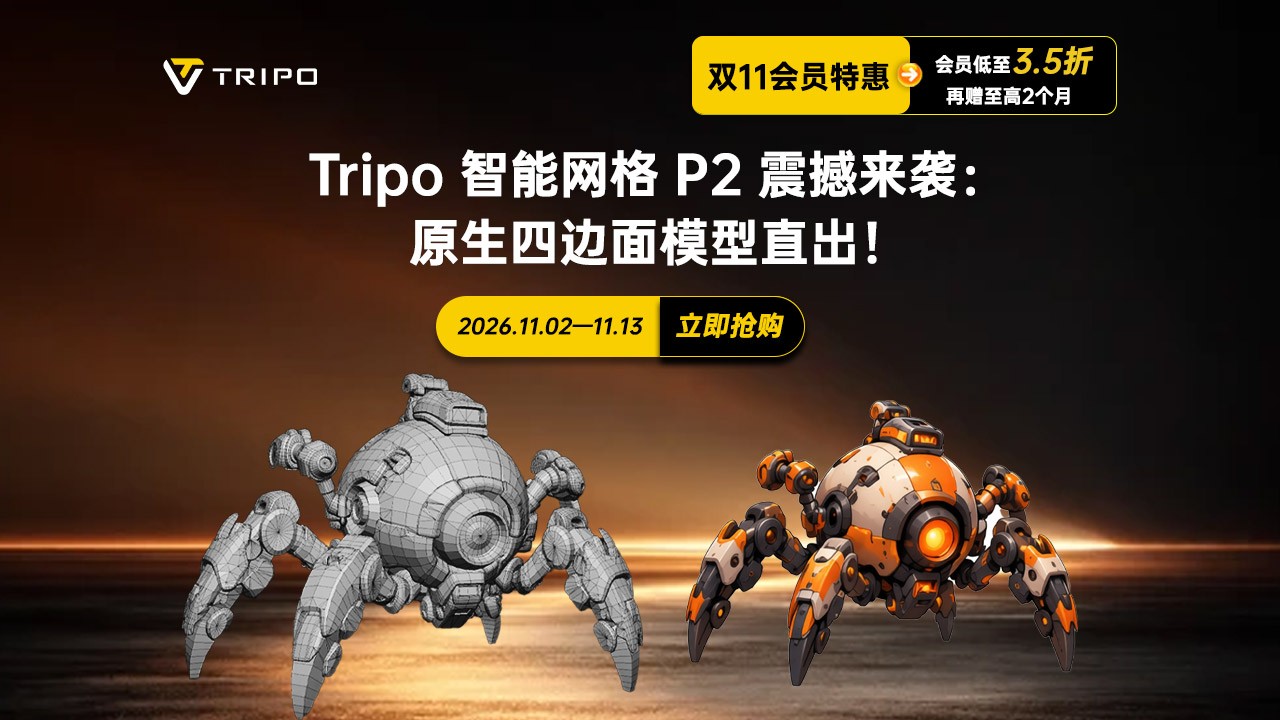 TRIPO
双11会员特惠
会员低至3.5折
再赠至高2个月
Tripo 智能网格 P2 震撼来袭：
原生四边面模型直出！
2026.11.02—11.13
立即抢购